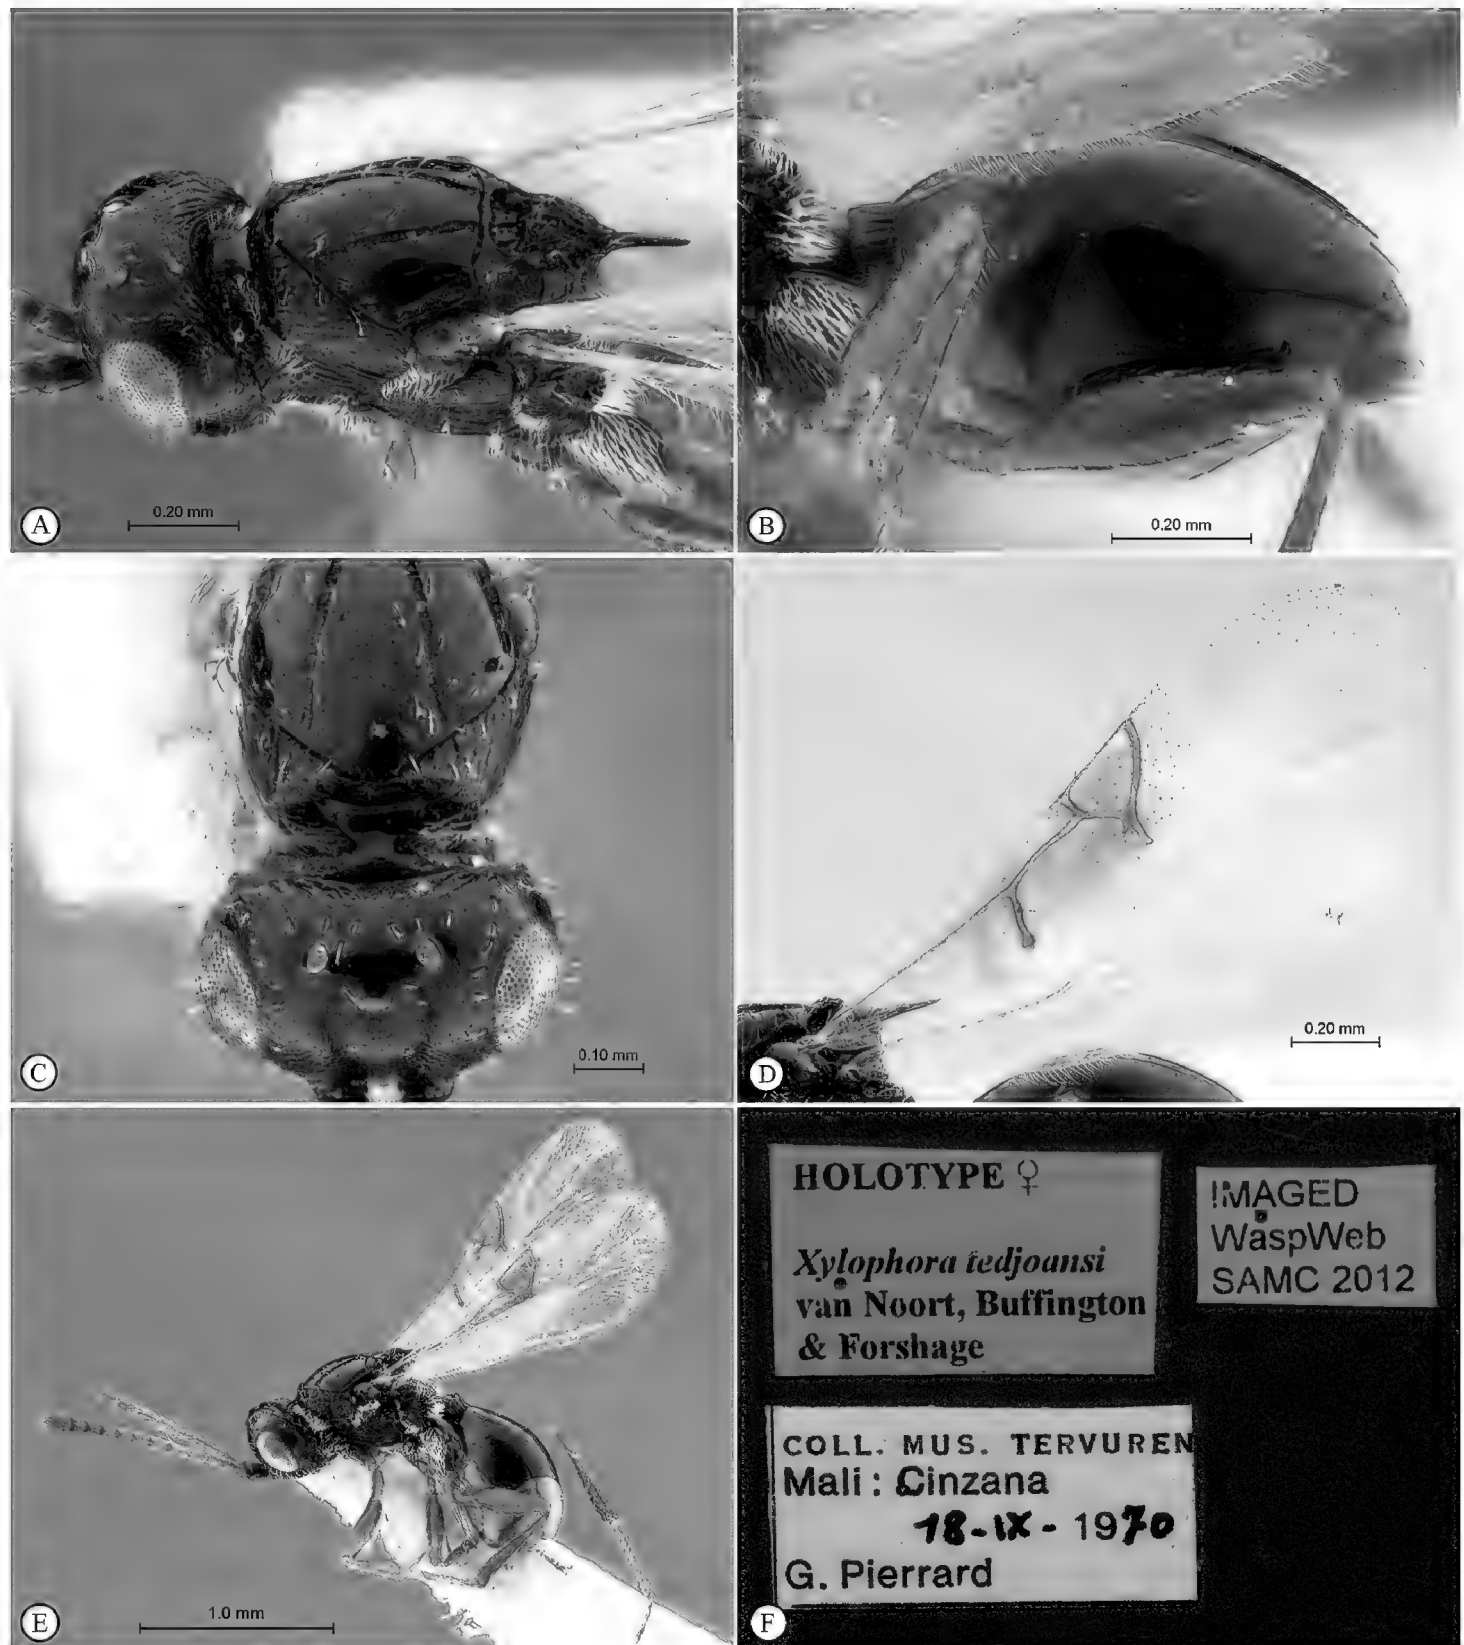 0.20 mm
A
0.20 mm
B
0.10 mm
C
0.20 mm
D
1.0 mm
E
HOLOTYPE ♀
Xylophora tedjoansi
van Noort, Buffington
& Forshage
IMAGED
WaspWeb
SAMC 2012
COLL. MUS. TERVUREN
Mali: Cinzana
18-IX-1970
G. Pierrard
F